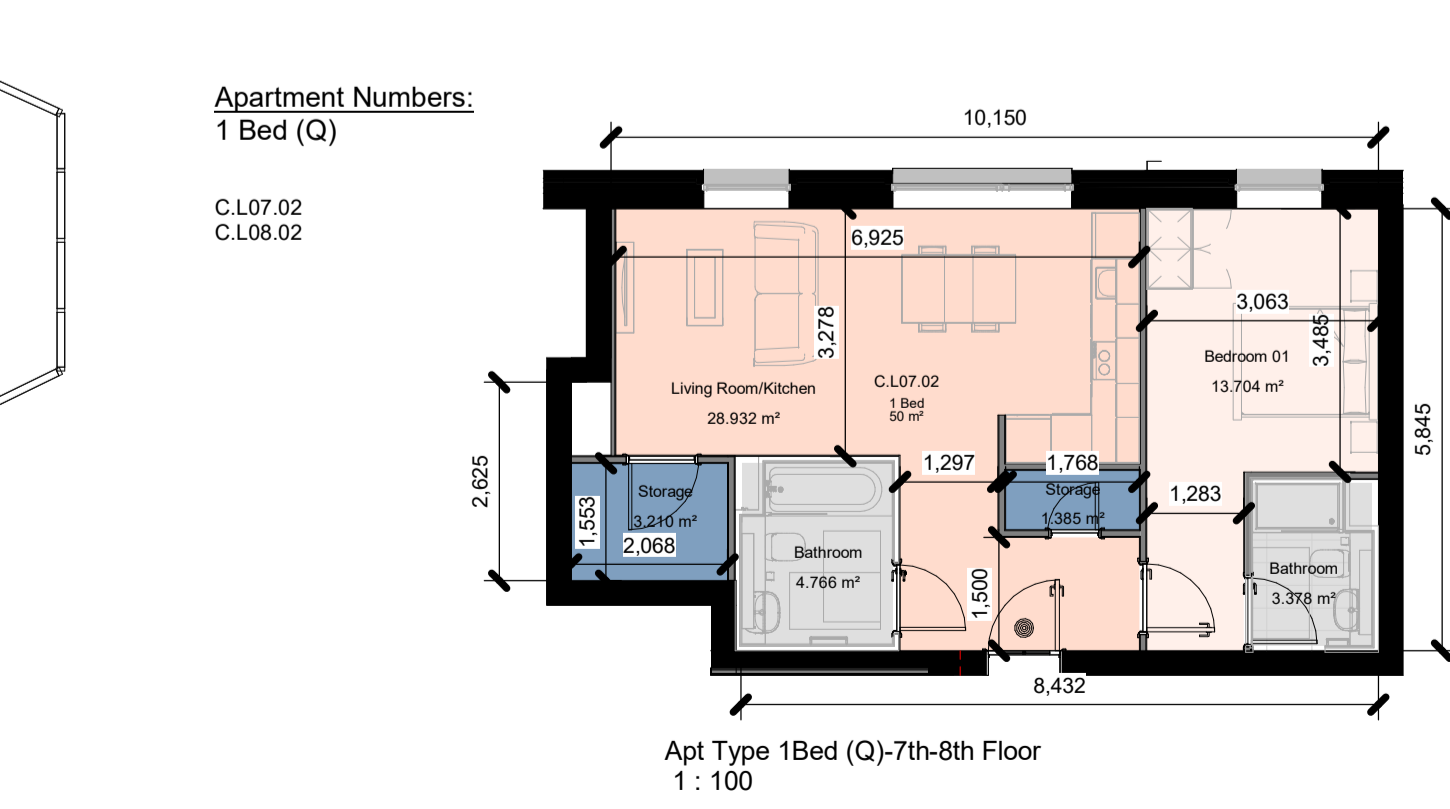 Apartment Numbers:
1 Bed (Q)
C.L07.02
C.L08.02
10,150
6,925
3,278
3,063
3,485
Living Room/Kitchen
28.932 m²
C.L07.02
1 Bed
50 m²
Bedroom 01
13.704 m²
5,845
2,625
1,297
1,768
1,283
Storage
3.210 m²
1,553
2,068
Storage
1.385 m²
Bathroom
4.766 m²
1,500
Bathroom
3.378 m²
8,432
Apt Type 1Bed (Q)-7th-8th Floor
1 : 100